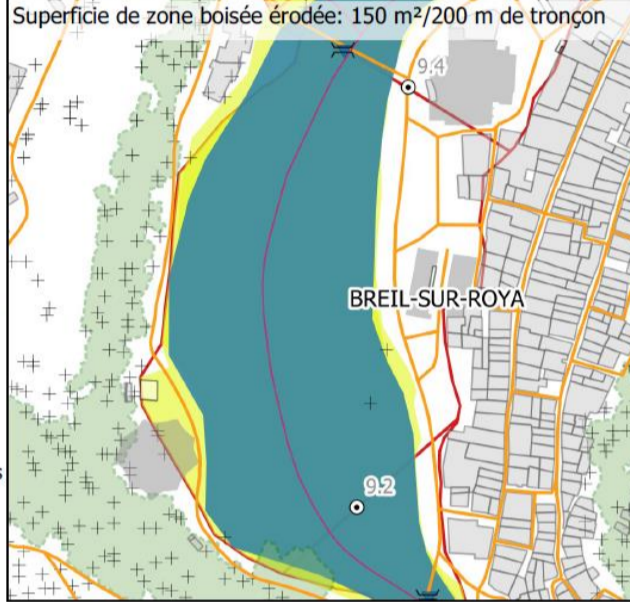 Superficie de zone boisée érodée: 150 m²/200 m de tronçon
9.4
BREIL-SUR-ROYA
s
9.2